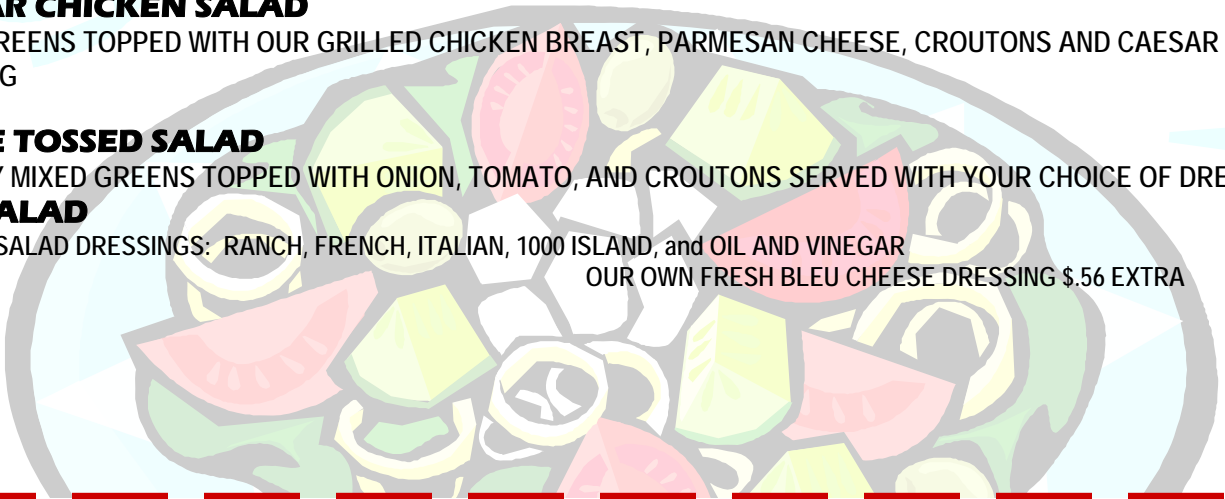 AR CHICKEN SALAD
REENS TOPPED WITH OUR GRILLED CHICKEN BREAST, PARMESAN CHEESE, CROUTONS AND CAESAR
G
E TOSSED SALAD
Y MIXED GREENS TOPPED WITH ONION, TOMATO, AND CROUTONS SERVED WITH YOUR CHOICE OF DRE
ALAD
SALAD DRESSINGS: RANCH, FRENCH, ITALIAN, 1000 ISLAND, and OIL AND VINEGAR
OUR OWN FRESH BLEU CHEESE DRESSING $.56 EXTRA